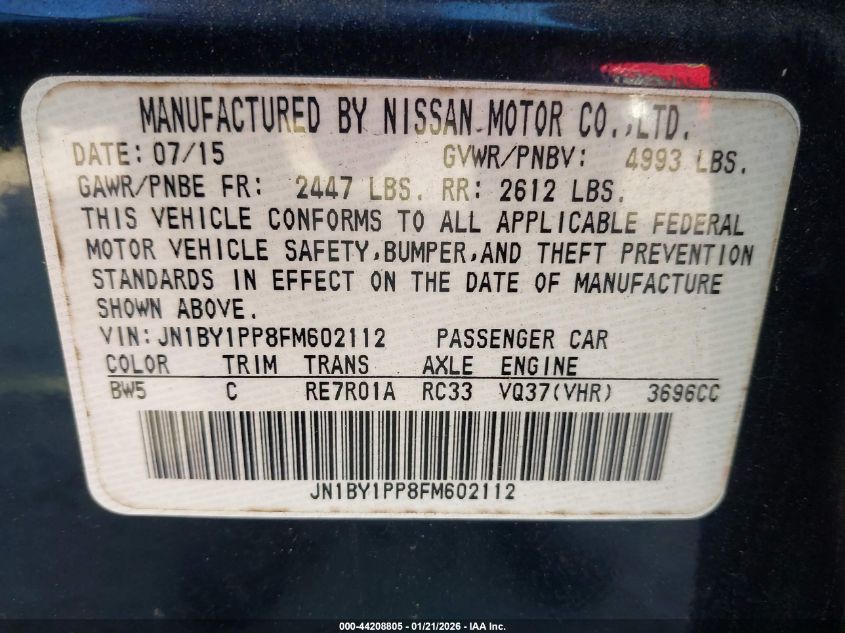 MANUFACTURED BY NISSAN MOTOR CO.,LTD.
DATE: 07/15 GVWR/PNBV: 4993 LBS.
GAWR/PNBE FR: 2447 LBS. RR: 2612 LBS.
THIS VEHICLE CONFORMS TO ALL APPLICABLE FEDERAL
MOTOR VEHICLE SAFETY,BUMPER,AND THEFT PREVENTION
STANDARDS IN EFFECT ON THE DATE OF MANUFACTURE
SHOWN ABOVE.
VIN:JN1BY1PP8FM602112 PASSENGER CAR
COLOR TRIM TRANS AXLE ENGINE
BW5 C RE7R01A RC33 VQ37(VHR) 3696CC
JN1BY1PP8FM602112
000-44208805 - 01/21/2026 - IAA Inc.